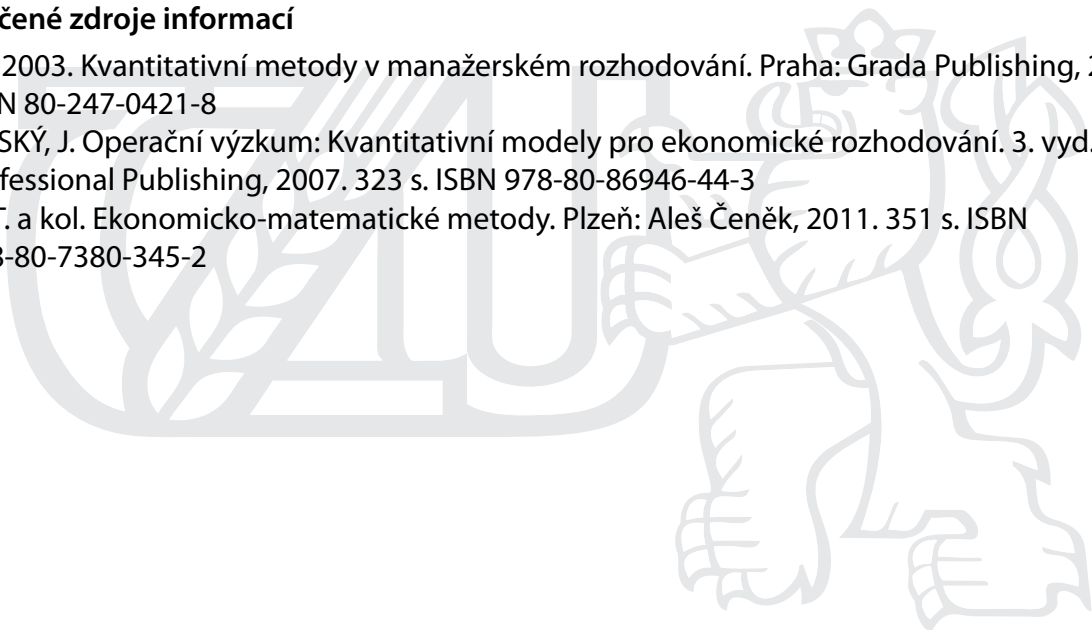 čené zdroje informací
2003. Kvantitativní metody v manažerském rozhodování. Praha: Grada Publishing, 2
N 80-247-0421-8
SKÝ, J. Operační výzkum: Kvantitativní modely pro ekonomické rozhodování. 3. vyd.
fessional Publishing, 2007. 323 s. ISBN 978-80-86946-44-3
T. a kol. Ekonomicko-matematické metody. Plzeň: Aleš Čeněk, 2011. 351 s. ISBN
-80-7380-345-2
ČZU